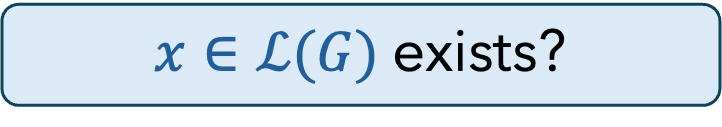 x ∈ ℒ(G) exists?